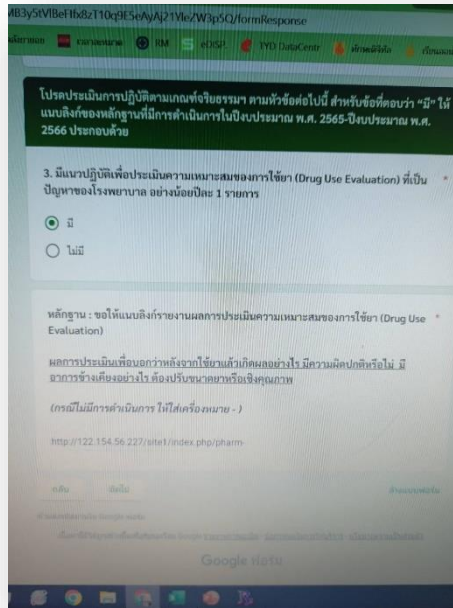 MB3y5tVlBeFIfx8zT10q9E5eAyAj21YleZW3p5Q/formResponse
RM
eDISP
TYD DataCentr
โปรดประเมินการปฏิบัติตามเกณฑ์จริยธรรมฯ ตามหัวข้อต่อไปนี้ สำหรับข้อที่ตอบว่า “มี” ให้
แนบลิงก์ของหลักฐานที่มีการดำเนินการในปีงบประมาณ พ.ศ. 2565-ปีงบประมาณ พ.ศ.
2566 ประกอบด้วย
3. มีแนวปฏิบัติเพื่อประเมินความเหมาะสมของการใช้ยา (Drug Use Evaluation) ที่เป็น *
ปัญหาของโรงพยาบาล อย่างน้อยปีละ 1 รายการ
มี
ไม่มี
หลักฐาน : ขอให้แนบลิงก์รายงานผลการประเมินความเหมาะสมของการใช้ยา (Drug Use *
Evaluation)
ผลการประเมินเพื่อบอกว่าหลังจากใช้ยาแล้วเกิดผลอย่างไร มีความผิดปกติหรือไม่ มี
อาการข้างเคียงอย่างไร ต้องปรับขนาดยาหรือเชิงคุณภาพ
(กรณีไม่มีการดำเนินการ ให้ใส่เครื่องหมาย - )
http://122.154.56.227/site1/index.php/pharm-
กลับ
ถัดไป
ล้างแบบฟอร์ม
Google ฟอร์ม